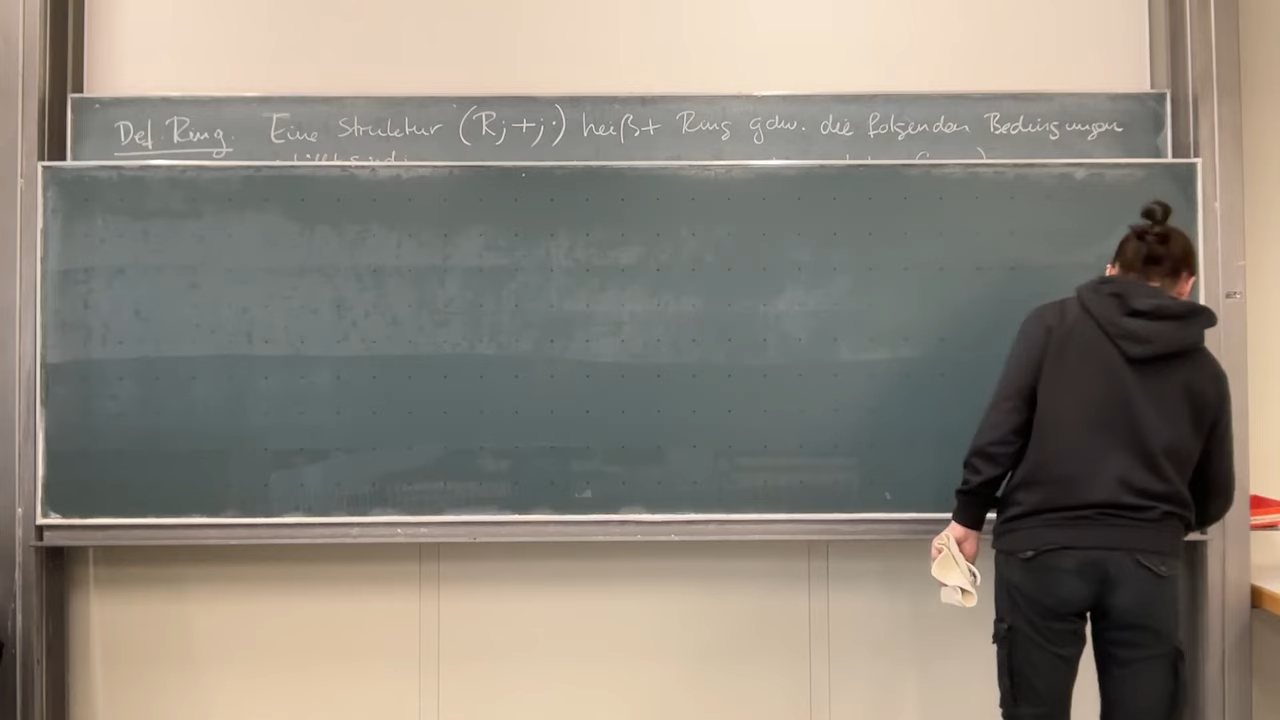 Def. Ring. Eine Struktur (R;+;·) heißt Ring gdw. die folgenden Bedingungen